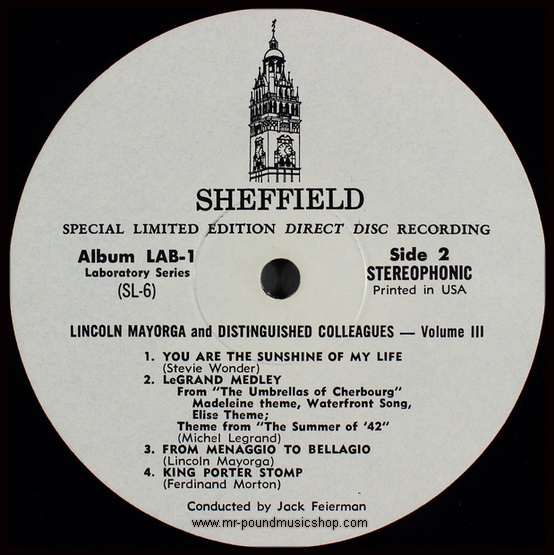 SHEFFIELD
SPECIAL LIMITED EDITION DIRECT DISC RECORDING
Album LAB-1
Laboratory Series
(SL-6)
Side 2
STEREOPHONIC
Printed in USA
LINCOLN MAYORGA and DISTINGUISHED COLLEAGUES — Volume III
1. YOU ARE THE SUNSHINE OF MY LIFE
(Stevie Wonder)
2. LeGRAND MEDLEY
From "The Umbrellas of Cherbourg"
Madeleine theme, Waterfront Song,
Elise Theme;
Theme from "The Summer of '42"
(Michel Legrand)
3. FROM MENAGGIO TO BELLAGIO
(Lincoln Mayorga)
4. KING PORTER STOMP
(Ferdinand Morton)
Conducted by Jack Feierman
www.mr-poundmusicshop.com